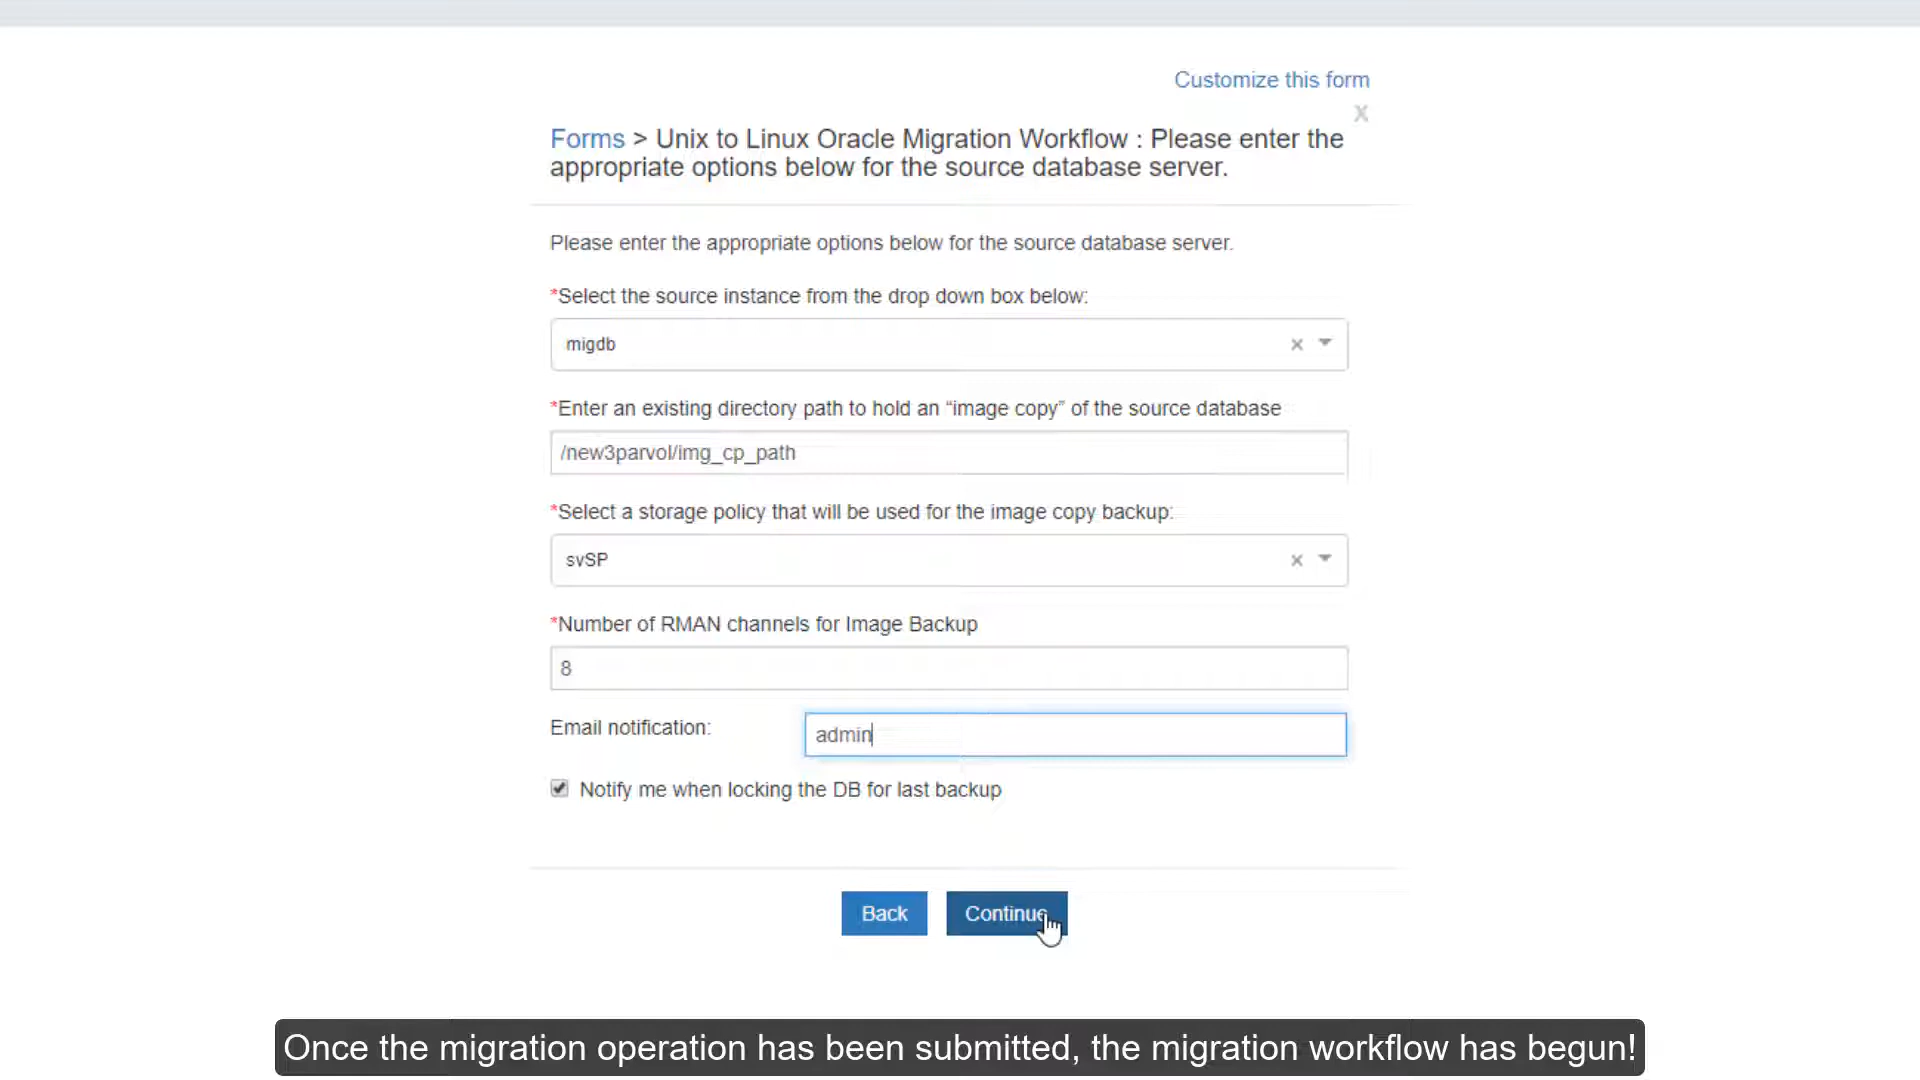 Customize this form
x
Forms > Unix to Linux Oracle Migration Workflow : Please enter the
appropriate options below for the source database server.
Please enter the appropriate options below for the source database server.
*Select the source instance from the drop down box below:
migdb
*Enter an existing directory path to hold an “image copy” of the source database
/new3parvol/img_cp_path
*Select a storage policy that will be used for the image copy backup:
svSP
*Number of RMAN channels for Image Backup
8
Email notification: admin
Notify me when locking the DB for last backup
Back Continue
Once the migration operation has been submitted, the migration workflow has begun!